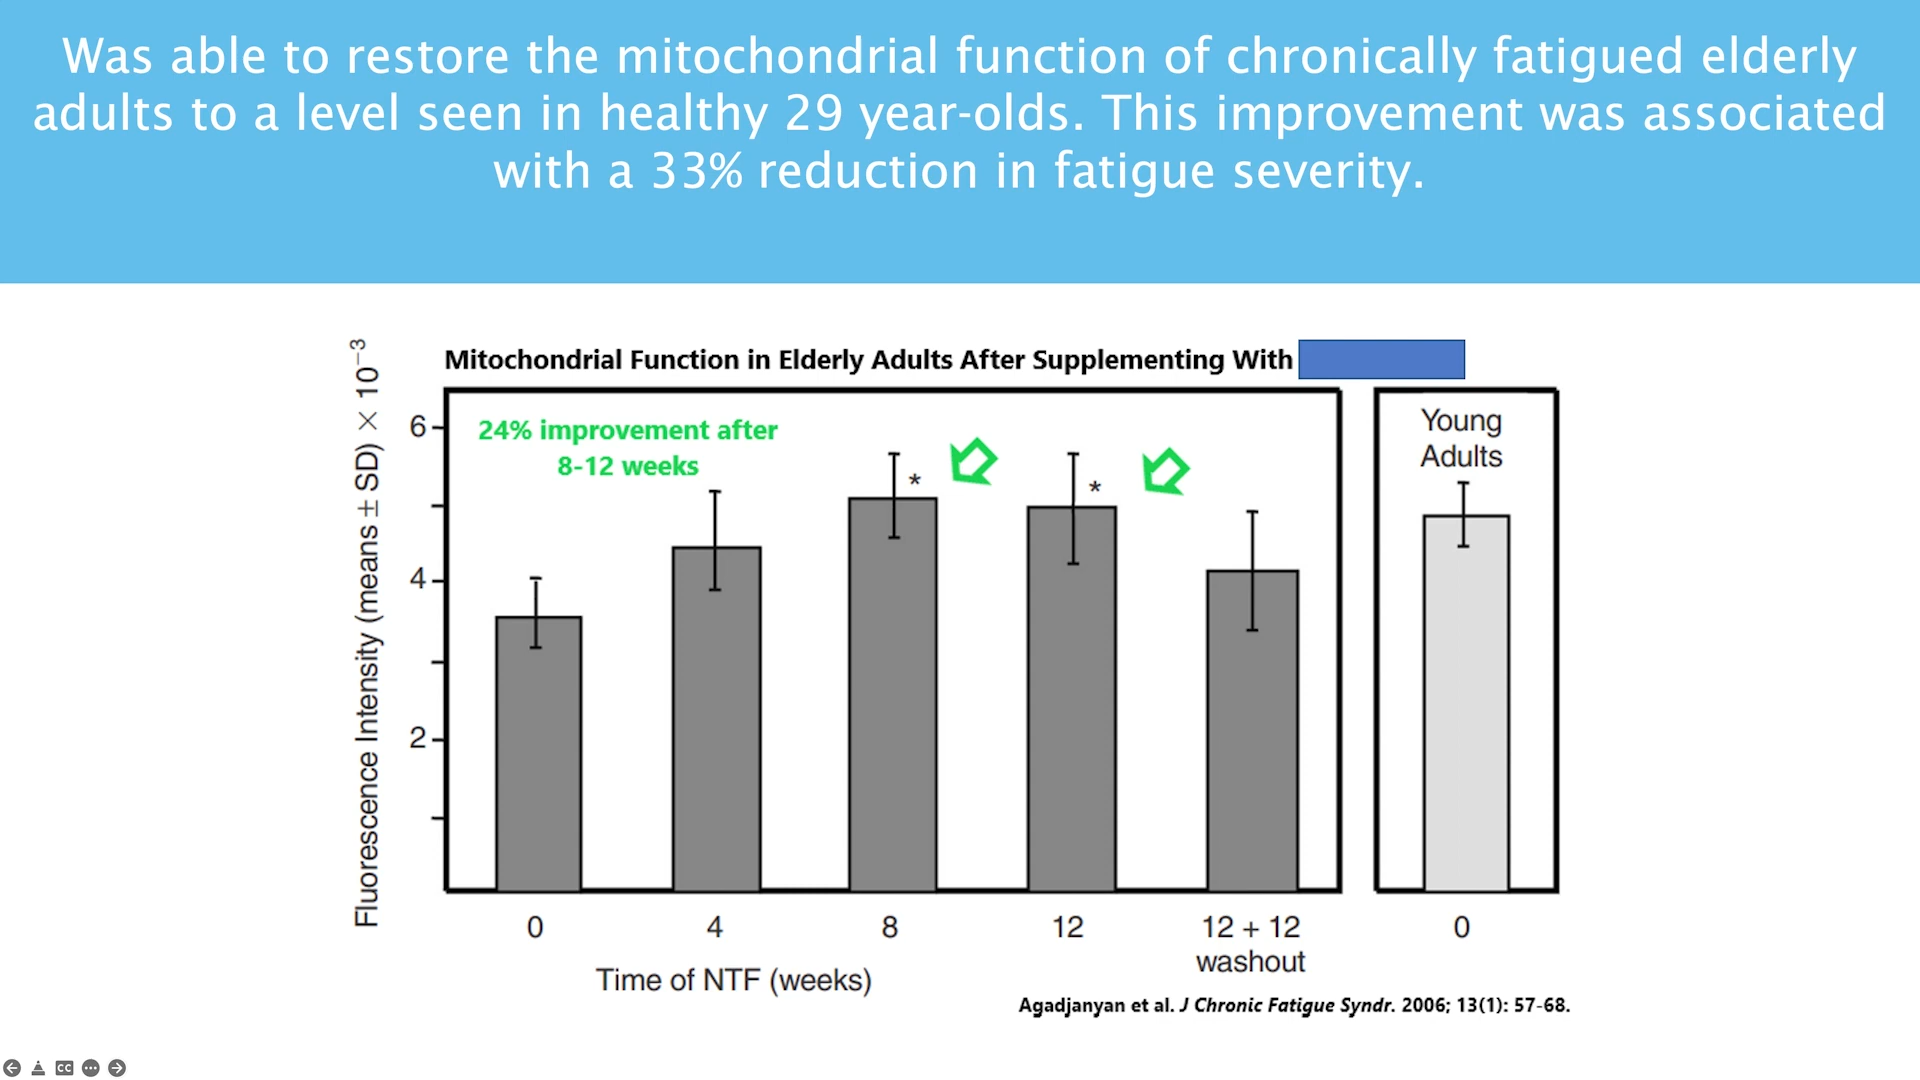 Was able to restore the mitochondrial function of chronically fatigued elderly
adults to a level seen in healthy 29 year-olds. This improvement was associated
with a 33% reduction in fatigue severity.
Mitochondrial Function in Elderly Adults After Supplementing With
Fluorescence Intensity (means ± SD) × 10⁻³
24% improvement after
8-12 weeks
Young
Adults
6
4
2
*
*
0
4
8
12
12 + 12
washout
0
Time of NTF (weeks)
Agadjanyan et al. J Chronic Fatigue Syndr. 2006; 13(1): 57-68.
CC